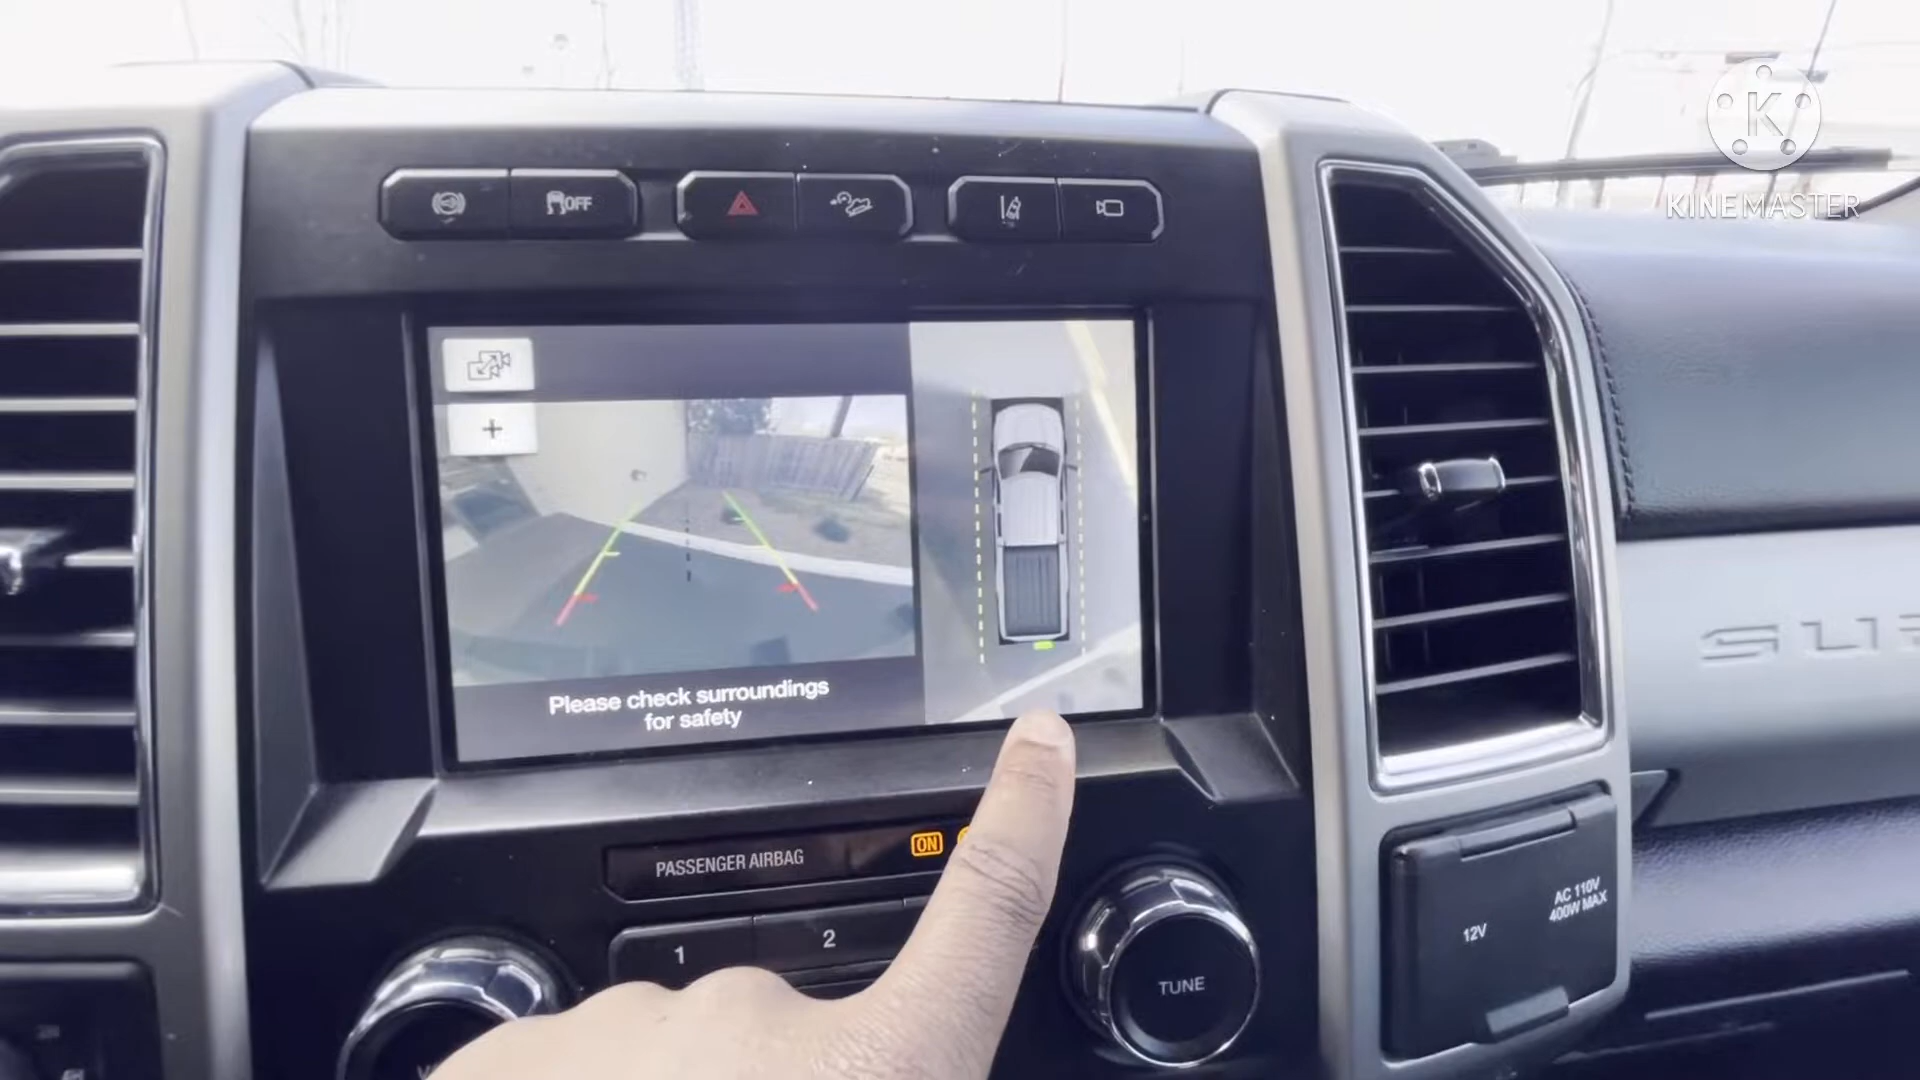 OFF
K
KINEMASTER
+
Please check surroundings
for safety
PASSENGER AIRBAG
ON
1
2
TUNE
12V
AC 110V
400W MAX